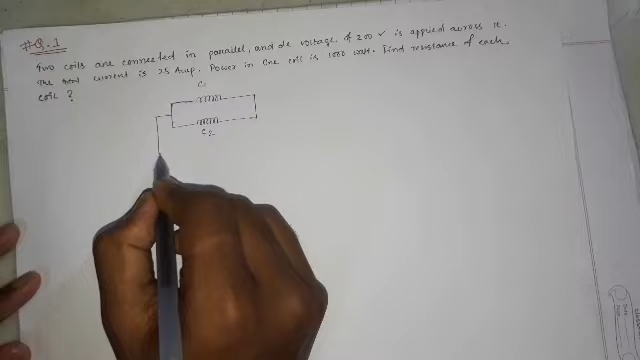 #Q.1
Two coils are connected in parallel, and dc voltage of 200 v is applied across it.
The total current is 25 Amp. Power in one coil is 1000 watt. Find resistance of each
coil ?
C1
C2